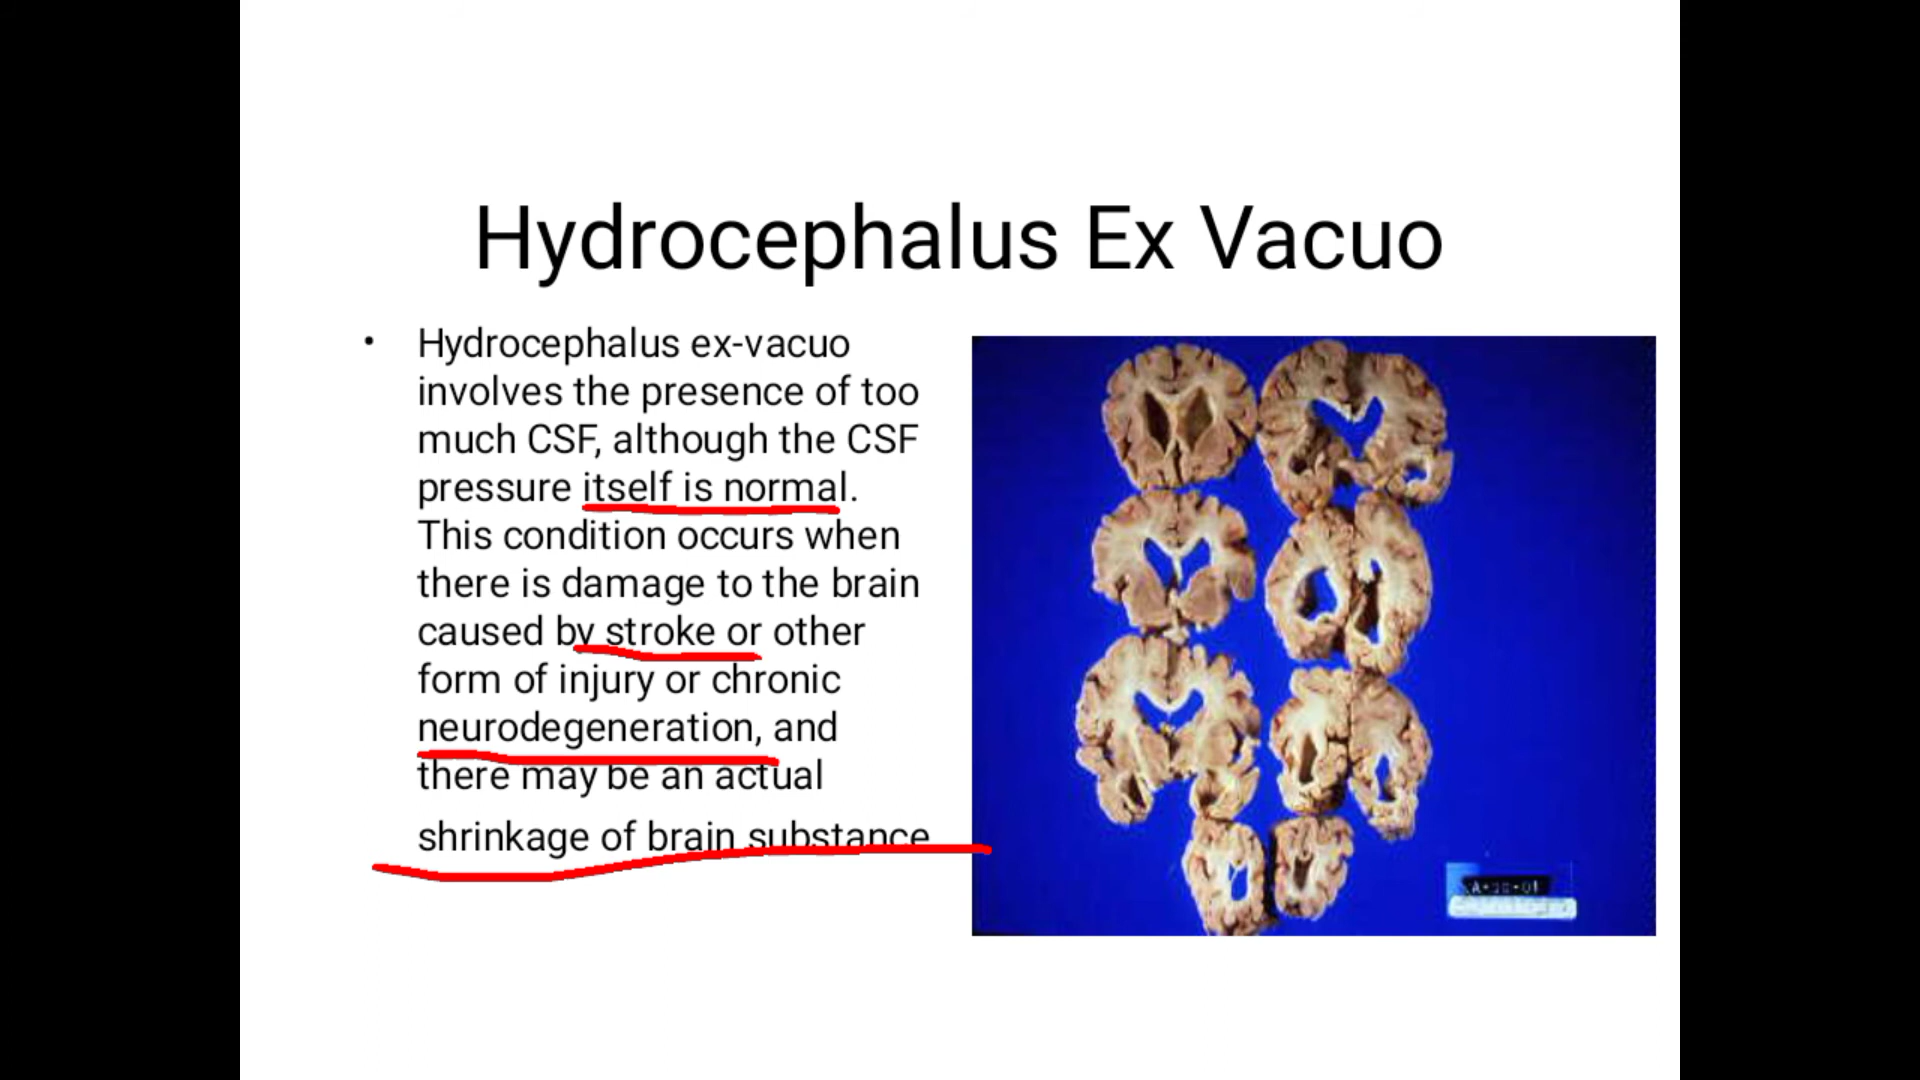 Hydrocephalus Ex Vacuo
• Hydrocephalus ex-vacuo
involves the presence of too
much CSF, although the CSF
pressure itself is normal.
This condition occurs when
there is damage to the brain
caused by stroke or other
form of injury or chronic
neurodegeneration, and
there may be an actual
shrinkage of brain substance